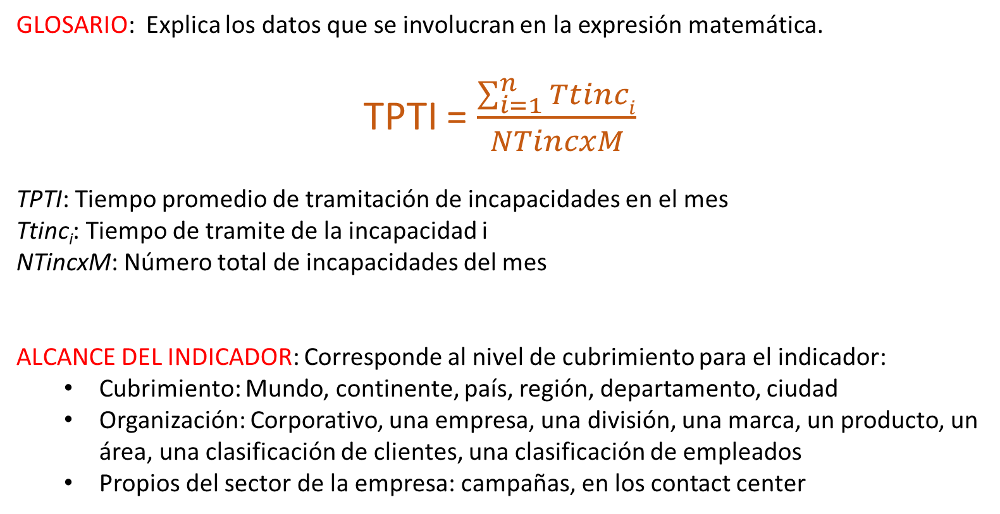 GLOSARIO: Explica los datos que se involucran en la expresión matemática.
TPTI = \frac{\sum_{i=1}^{n} Ttinc_i}{NTincxM}
TPTI: Tiempo promedio de tramitación de incapacidades en el mes
Ttinc_i: Tiempo de tramite de la incapacidad i
NTincxM: Número total de incapacidades del mes
ALCANCE DEL INDICADOR: Corresponde al nivel de cubrimiento para el indicador:
• Cubrimiento: Mundo, continente, país, región, departamento, ciudad
• Organización: Corporativo, una empresa, una división, una marca, un producto, un
área, una clasificación de clientes, una clasificación de empleados
• Propios del sector de la empresa: campañas, en los contact center